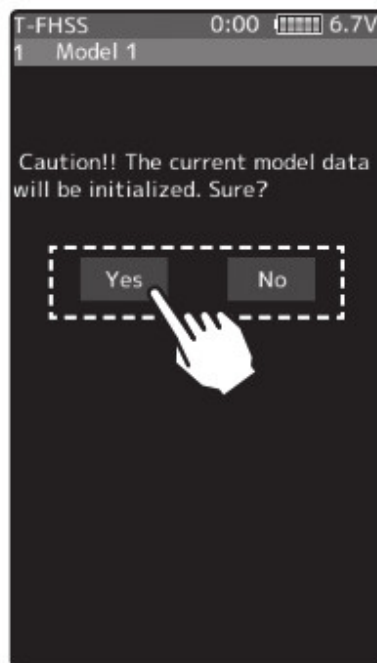 T-FHSS 0:00 6.7V
1 Model 1
Caution!! The current model data
will be initialized. Sure?
Yes No